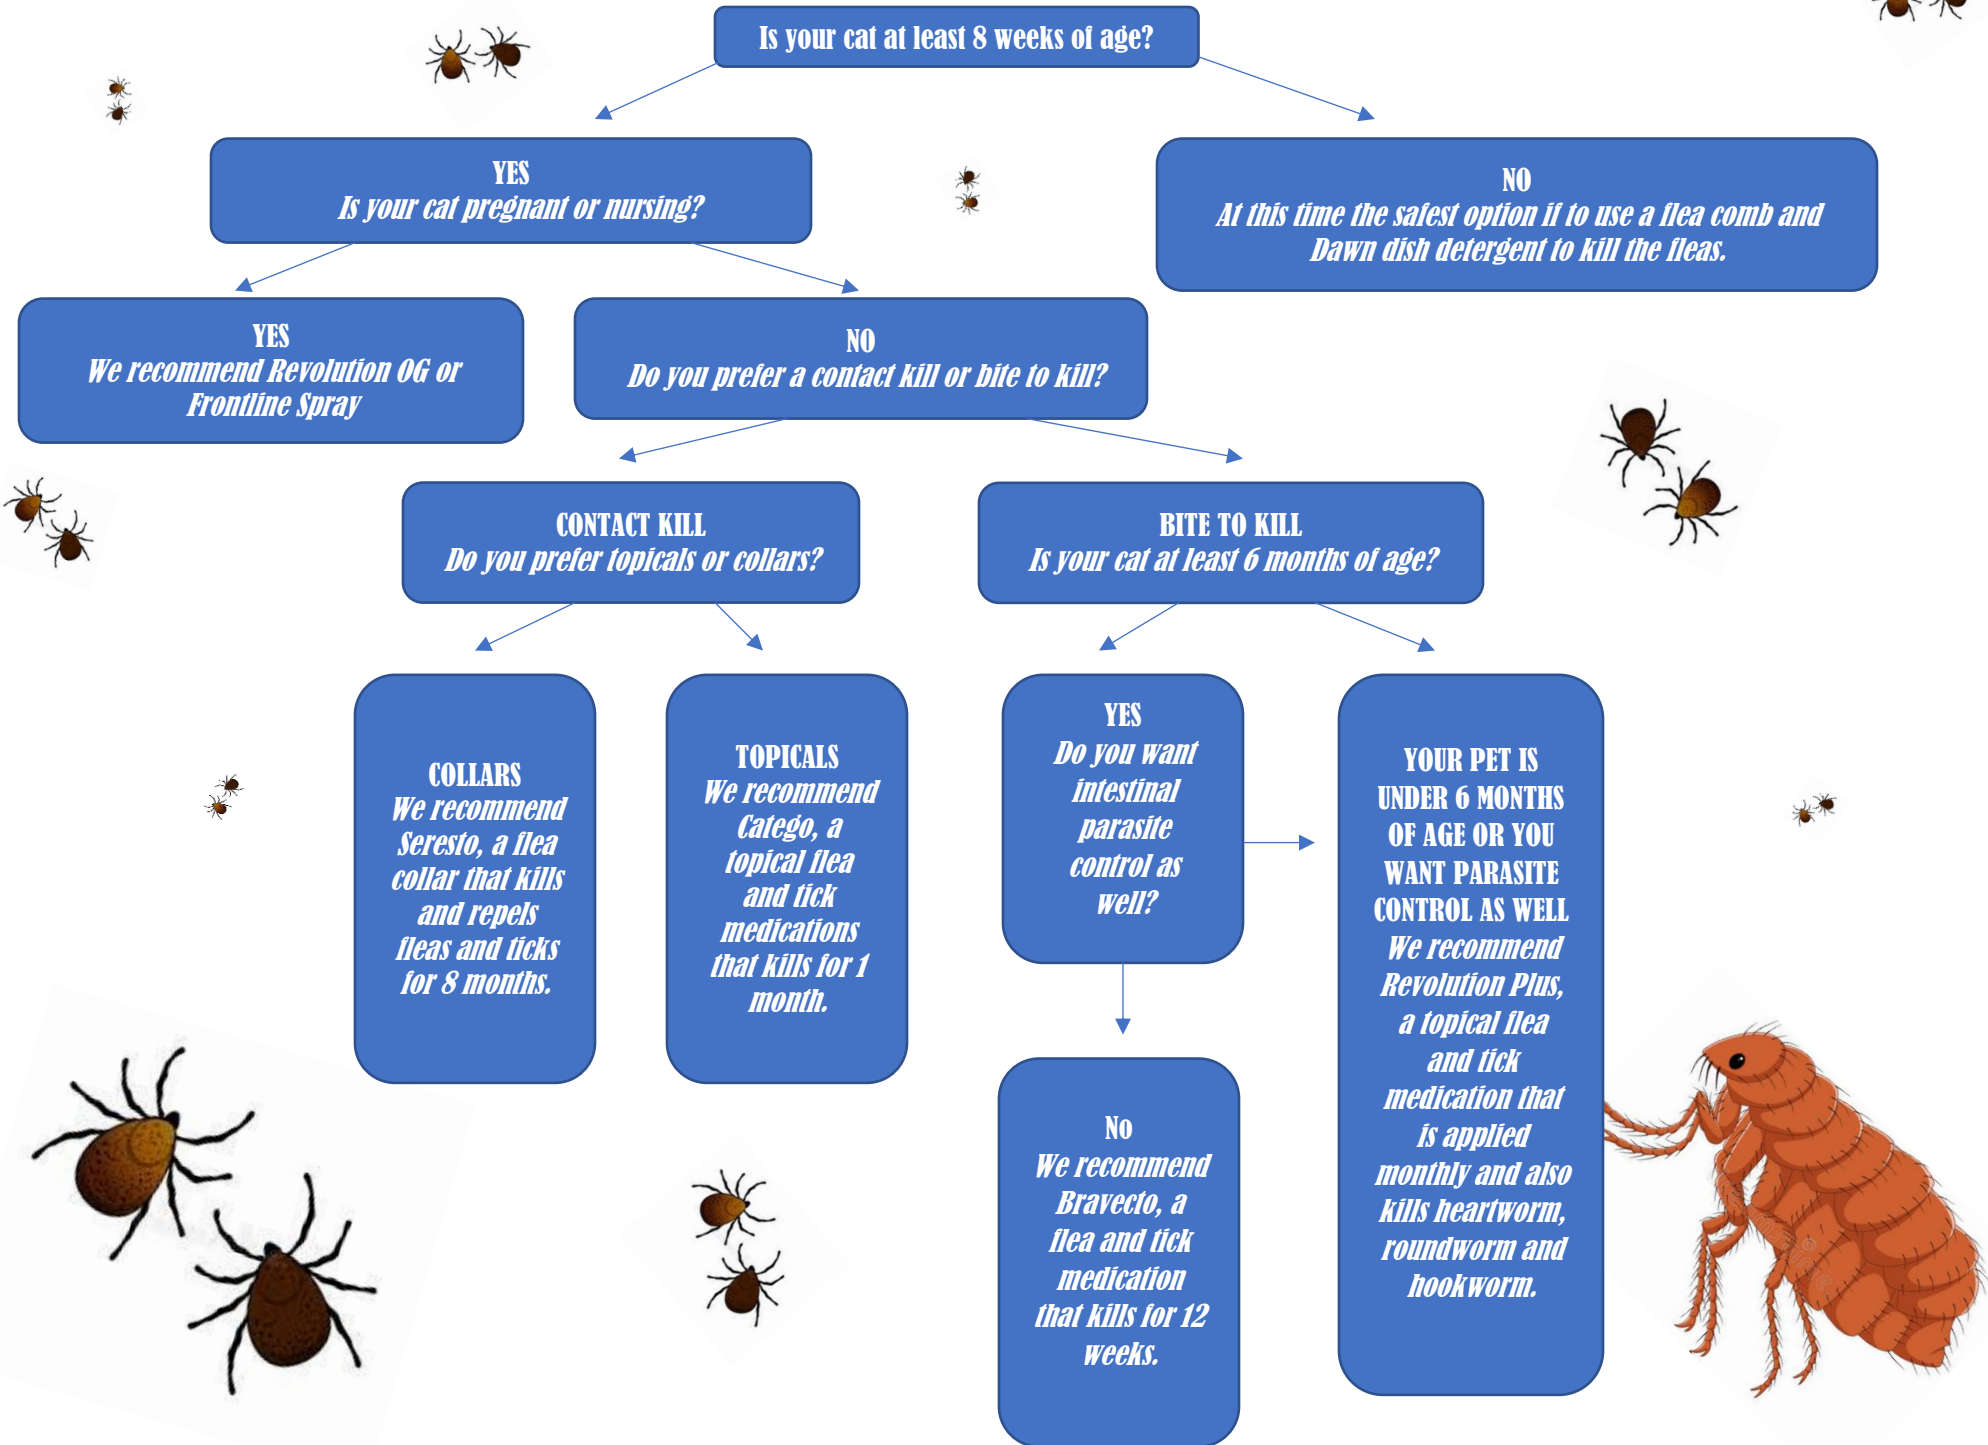 Is your cat at least 8 weeks of age?
YES
Is your cat pregnant or nursing?
NO
At this time the safest option if to use a flea comb and
Dawn dish detergent to kill the fleas.
YES
We recommend Revolution OG or
Frontline Spray
NO
Do you prefer a contact kill or bite to kill?
CONTACT KILL
Do you prefer topicals or collars?
BITE TO KILL
Is your cat at least 6 months of age?
COLLARS
We recommend
Seresto, a flea
collar that kills
and repels
fleas and ticks
for 8 months.
TOPICALS
We recommend
Catego, a
topical flea
and tick
medications
that kills for 1
month.
YES
Do you want
intestinal
parasite
control as
well?
YOUR PET IS
UNDER 6 MONTHS
OF AGE OR YOU
WANT PARASITE
CONTROL AS WELL
We recommend
Revolution Plus,
a topical flea
and tick
medication that
is applied
monthly and also
kills heartworm,
roundworm and
hookworm.
No
We recommend
Bravecto, a
flea and tick
medication
that kills for 12
weeks.